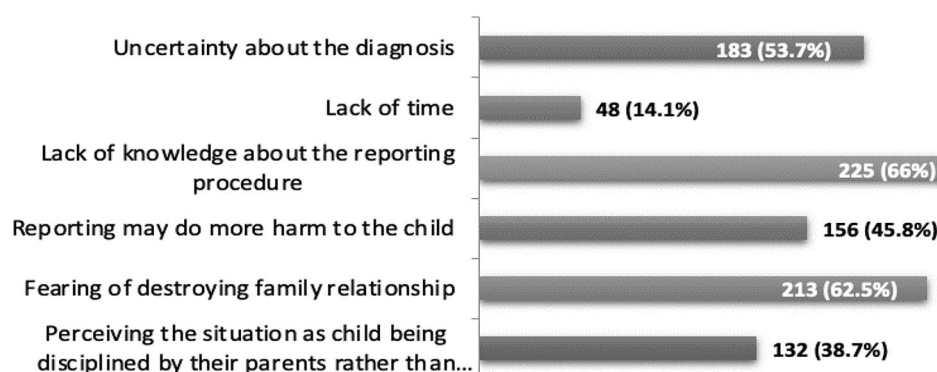 Uncertainty about the diagnosis
183 (53.7%)
Lack of time
48 (14.1%)
Lack of knowledge about the reporting
procedure
225 (66%)
Reporting may do more harm to the child
156 (45.8%)
Fearing of destroying family relationship
213 (62.5%)
Perceiving the situation as child being
disciplined by their parents rather than...
132 (38.7%)